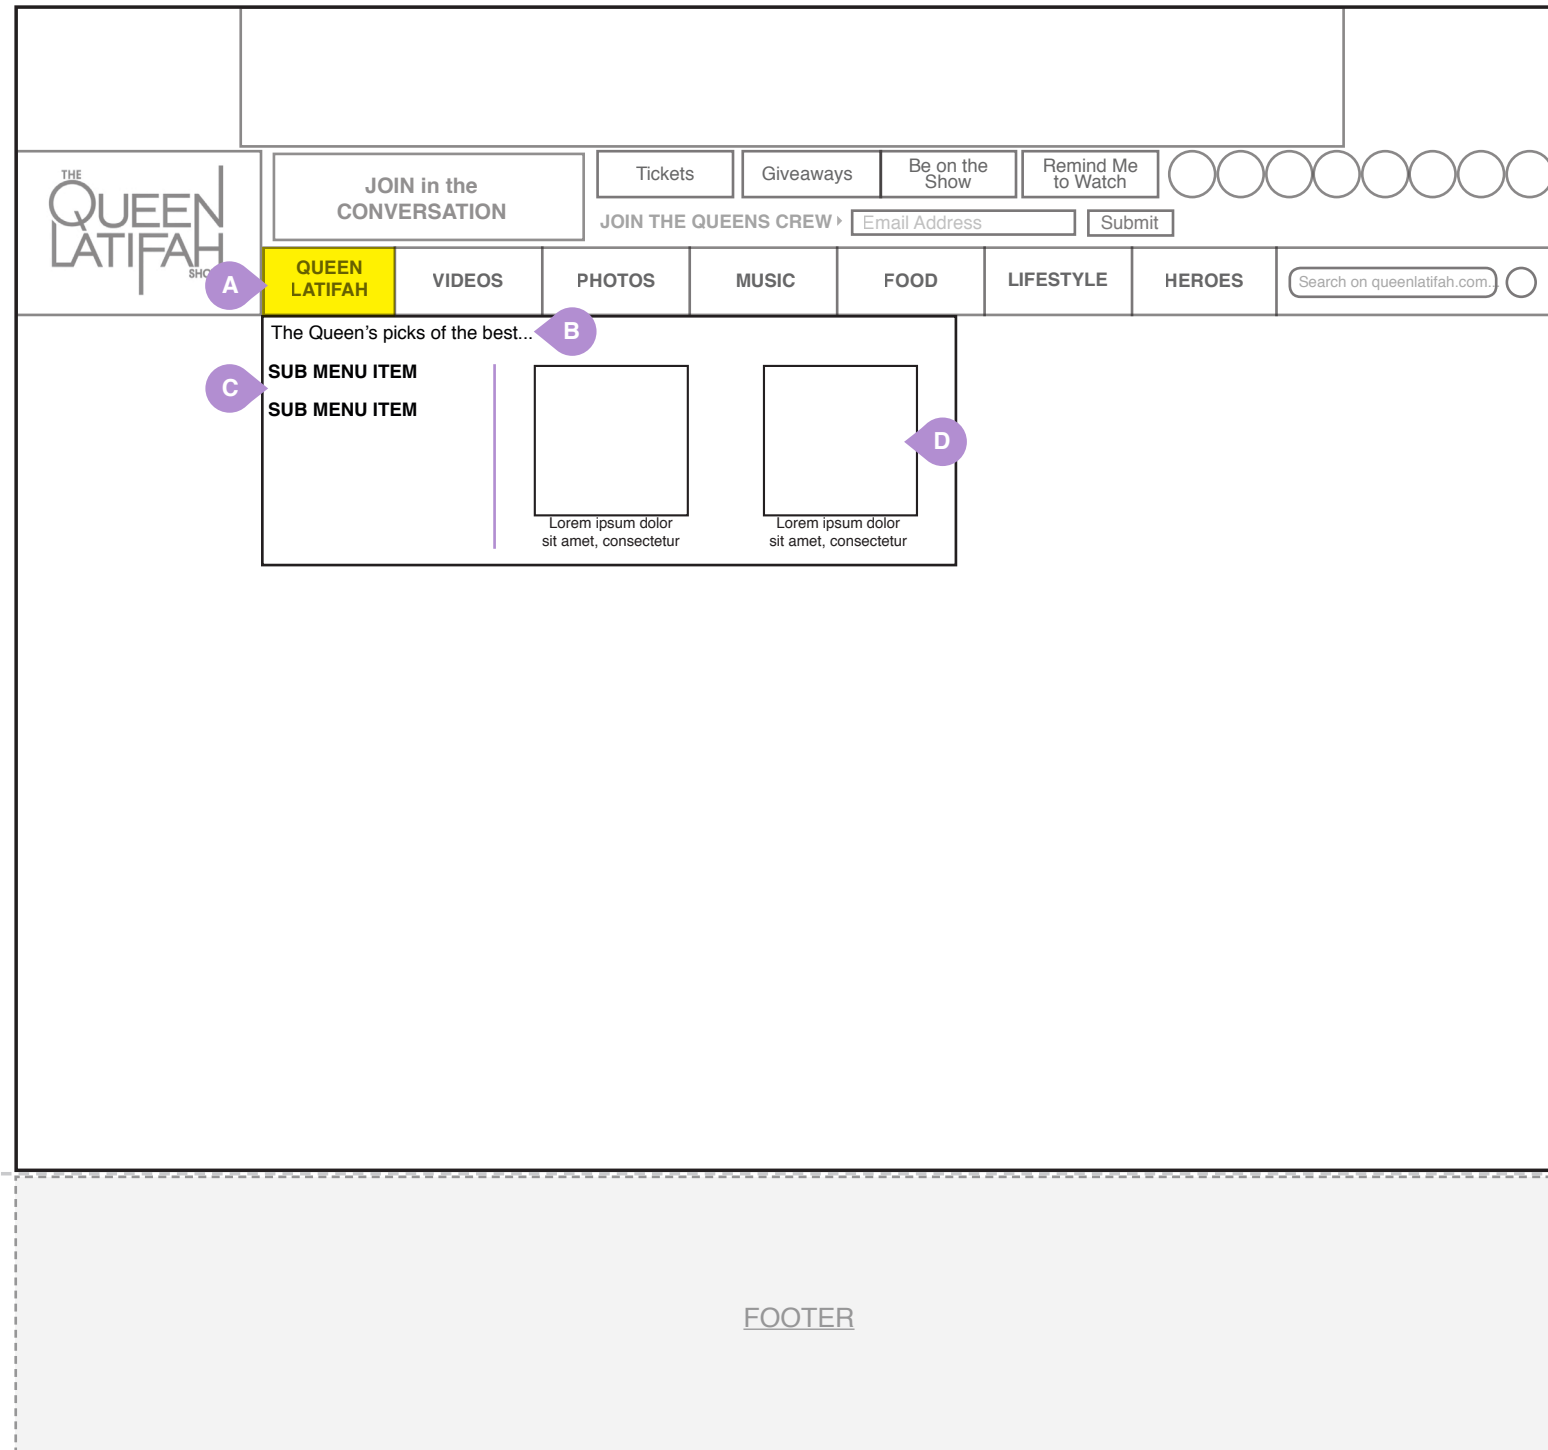 THE
QUEEN
LATIFAH
SHOW
JOIN in the
CONVERSATION
Tickets
Giveaways
Be on the
Show
Remind Me
to Watch
JOIN THE QUEENS CREW
Email Address
Submit
A
QUEEN
LATIFAH
VIDEOS
PHOTOS
MUSIC
FOOD
LIFESTYLE
HEROES
Search on queenlatifah.com...
The Queen’s picks of the best...
B
C
SUB MENU ITEM
SUB MENU ITEM
D
Lorem ipsum dolor
sit amet, consectetur
Lorem ipsum dolor
sit amet, consectetur
FOOTER